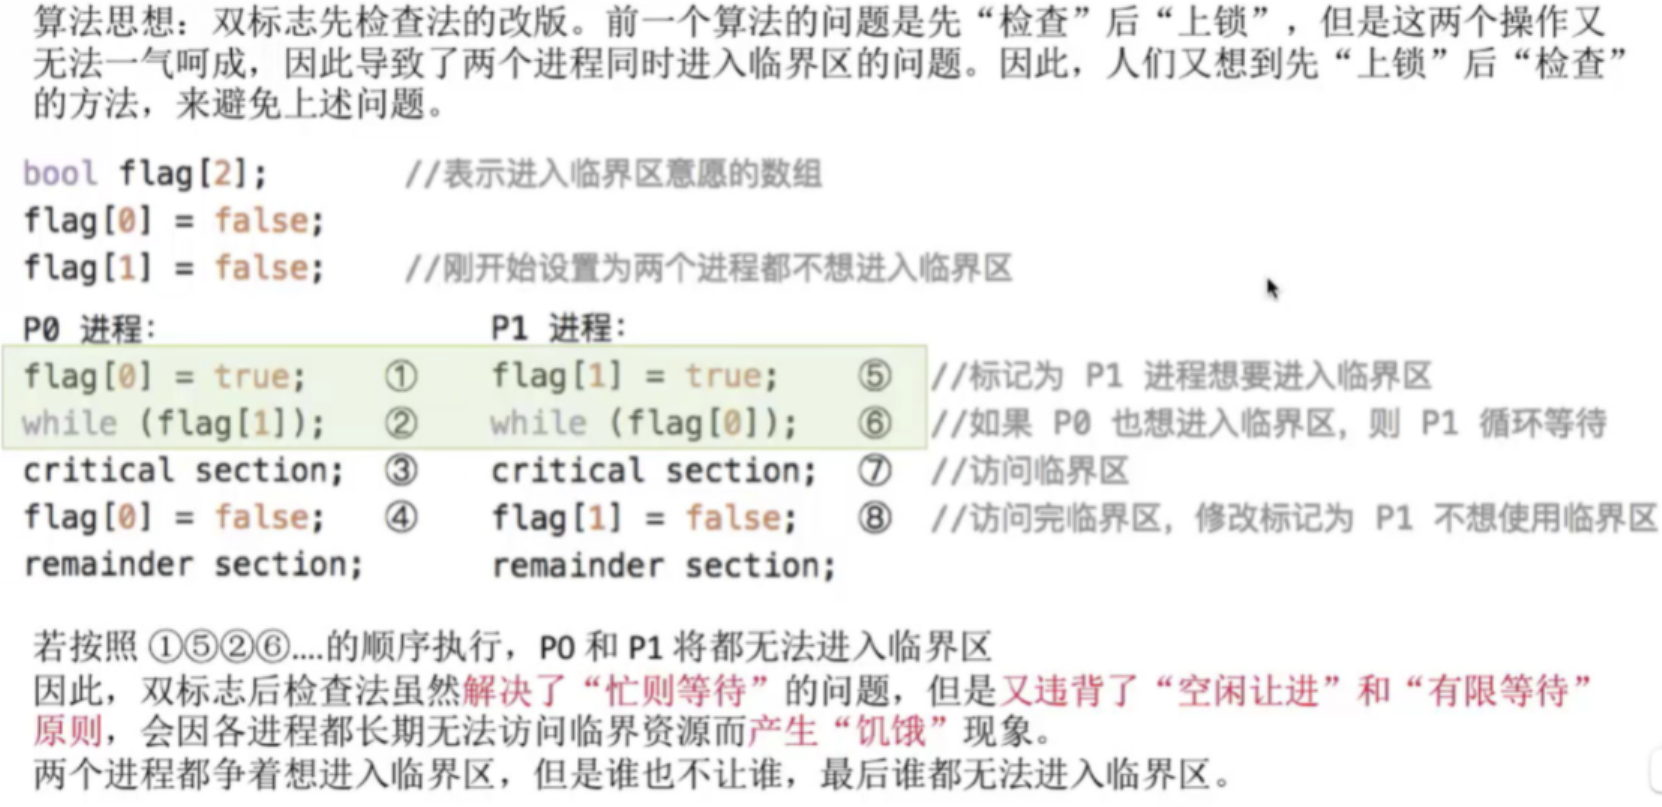 算法思想：双标志先检查法的改版。前一个算法的问题是先“检查”后“上锁”，但是这两个操作又
无法一气呵成，因此导致了两个进程同时进入临界区的问题。因此，人们又想到先“上锁”后“检查”
的方法，来避免上述问题。
bool flag[2]; //表示进入临界区意愿的数组
flag[0] = false;
flag[1] = false; //刚开始设置为两个进程都不想进入临界区
P0 进程： P1 进程：
flag[0] = true; ① flag[1] = true; ⑤ //标记为 P1 进程想要进入临界区
while (flag[1]); ② while (flag[0]); ⑥ //如果 P0 也想进入临界区，则 P1 循环等待
critical section; ③ critical section; ⑦ //访问临界区
flag[0] = false; ④ flag[1] = false; ⑧ //访问完临界区，修改标记为 P1 不想使用临界区
remainder section; remainder section;
若按照 ①⑤②⑥....的顺序执行，P0 和 P1 将都无法进入临界区
因此，双标志后检查法虽然解决了“忙则等待”的问题，但是又违背了“空闲让进”和“有限等待”
原则，会因各进程都长期无法访问临界资源而产生“饥饿”现象。
两个进程都争着想进入临界区，但是谁也不让谁，最后谁都无法进入临界区。